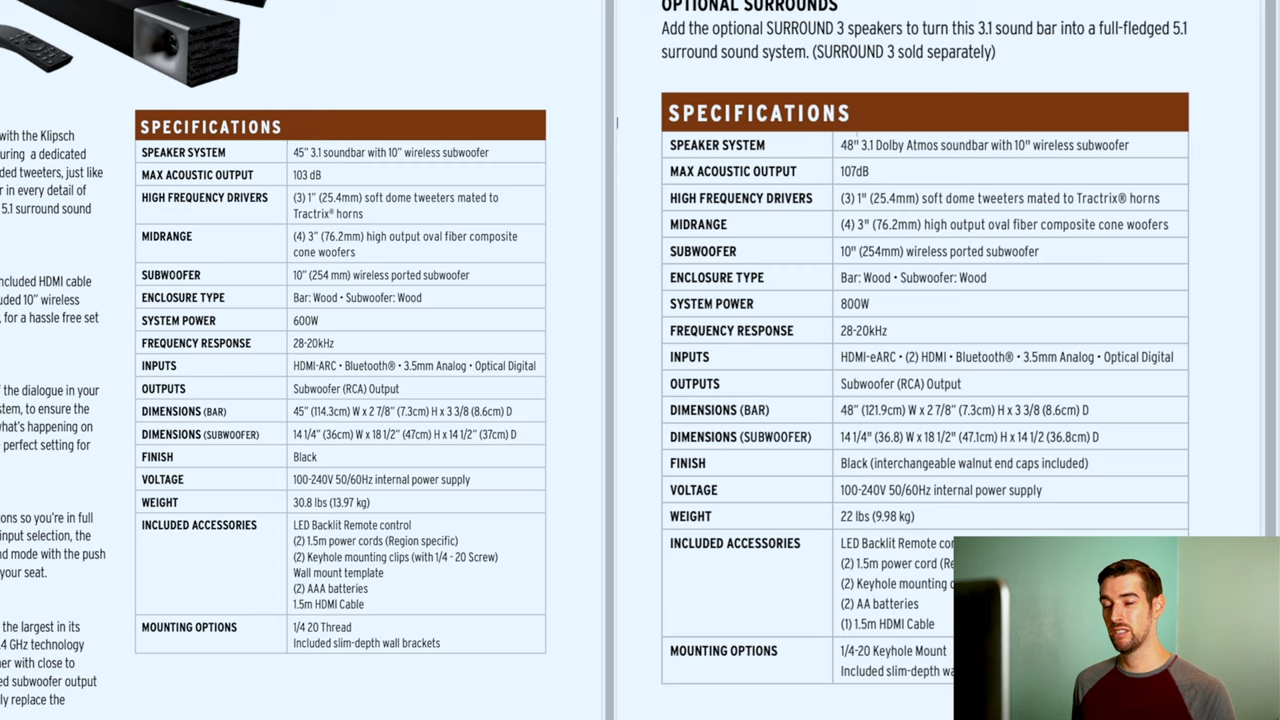 with the Klipsch
uring a dedicated
ded tweeters, just like
r in every detail of
5.1 surround sound
ncluded HDMI cable
uded 10" wireless
, for a hassle free set
f the dialogue in your
stem, to ensure the
what's happening on
perfect setting for
ons so you're in full
input selection, the
nd mode with the push
your seat.
the largest in its
.4 GHz technology
ner with close to
ed subwoofer output
ly replace the
SPECIFICATIONS
SPEAKER SYSTEM 45" 3.1 soundbar with 10" wireless subwoofer
MAX ACOUSTIC OUTPUT 103 dB
HIGH FREQUENCY DRIVERS (3) 1" (25.4mm) soft dome tweeters mated to
Tractrix® horns
MIDRANGE (4) 3" (76.2mm) high output oval fiber composite
cone woofers
SUBWOOFER 10" (254 mm) wireless ported subwoofer
ENCLOSURE TYPE Bar: Wood • Subwoofer: Wood
SYSTEM POWER 600W
FREQUENCY RESPONSE 28-20kHz
INPUTS HDMI-ARC • Bluetooth® • 3.5mm Analog • Optical Digital
OUTPUTS Subwoofer (RCA) Output
DIMENSIONS (BAR) 45" (114.3cm) W x 2 7/8" (7.3cm) H x 3 3/8 (8.6cm) D
DIMENSIONS (SUBWOOFER) 14 1/4" (36cm) W x 18 1/2" (47cm) H x 14 1/2" (37cm) D
FINISH Black
VOLTAGE 100-240V 50/60Hz internal power supply
WEIGHT 30.8 lbs (13.97 kg)
INCLUDED ACCESSORIES LED Backlit Remote control
(2) 1.5m power cords (Region specific)
(2) Keyhole mounting clips (with 1/4 - 20 Screw)
Wall mount template
(2) AAA batteries
1.5m HDMI Cable
MOUNTING OPTIONS 1/4 20 Thread
Included slim-depth wall brackets
OPTIONAL SURROUNDS
Add the optional SURROUND 3 speakers to turn this 3.1 sound bar into a full-fledged 5.1
surround sound system. (SURROUND 3 sold separately)
SPECIFICATIONS
SPEAKER SYSTEM 48" 3.1 Dolby Atmos soundbar with 10" wireless subwoofer
MAX ACOUSTIC OUTPUT 107dB
HIGH FREQUENCY DRIVERS (3) 1" (25.4mm) soft dome tweeters mated to Tractrix® horns
MIDRANGE (4) 3" (76.2mm) high output oval fiber composite cone woofers
SUBWOOFER 10" (254mm) wireless ported subwoofer
ENCLOSURE TYPE Bar: Wood • Subwoofer: Wood
SYSTEM POWER 800W
FREQUENCY RESPONSE 28-20kHz
INPUTS HDMI-eARC • (2) HDMI • Bluetooth® • 3.5mm Analog • Optical Digital
OUTPUTS Subwoofer (RCA) Output
DIMENSIONS (BAR) 48" (121.9cm) W x 2 7/8" (7.3cm) H x 3 3/8 (8.6cm) D
DIMENSIONS (SUBWOOFER) 14 1/4" (36.8) W x 18 1/2" (47.1cm) H x 14 1/2 (36.8cm) D
FINISH Black (interchangeable walnut end caps included)
VOLTAGE 100-240V 50/60Hz internal power supply
WEIGHT 22 lbs (9.98 kg)
INCLUDED ACCESSORIES LED Backlit Remote cor
(2) 1.5m power cord (Re
(2) Keyhole mounting c
(2) AA batteries
(1) 1.5m HDMI Cable
MOUNTING OPTIONS 1/4-20 Keyhole Mount
Included slim-depth wa